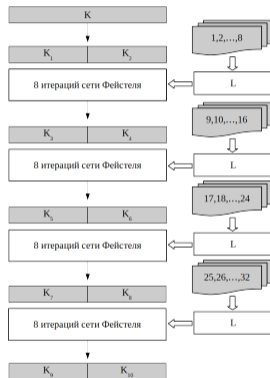 K
1,2,...,8
K1 K2
8 итераций сети Фейстеля
L
9,10,...,16
K3 K4
8 итераций сети Фейстеля
L
17,18,...,24
K5 K6
8 итераций сети Фейстеля
L
25,26,...,32
K7 K8
8 итераций сети Фейстеля
L
K9 K10